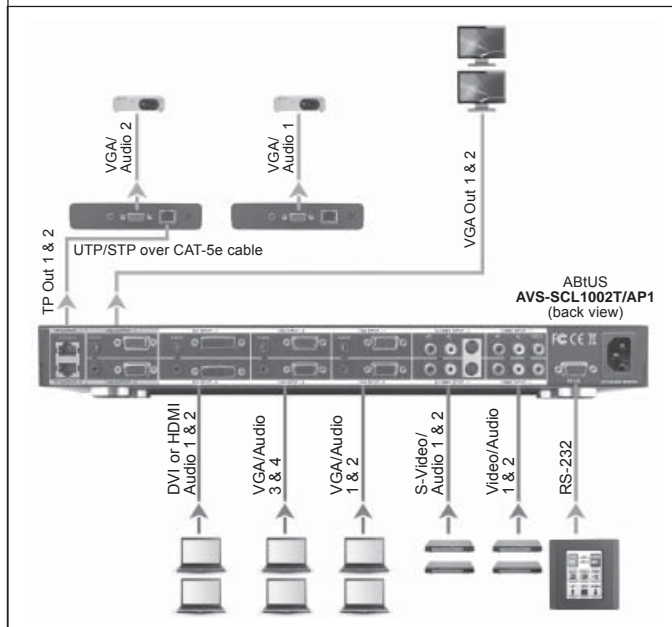 VGA/
Audio 2
VGA/
Audio 1
VGA Out 1 & 2
TP Out 1 & 2
UTP/STP over CAT-5e cable
ABtUS
AVS-SCL1002T/AP1
(back view)
FC CE
DVI or HDMI
Audio 1 & 2
VGA/Audio
3 & 4
VGA/Audio
1 & 2
S-Video/
Audio 1 & 2
Video/Audio
1 & 2
RS-232